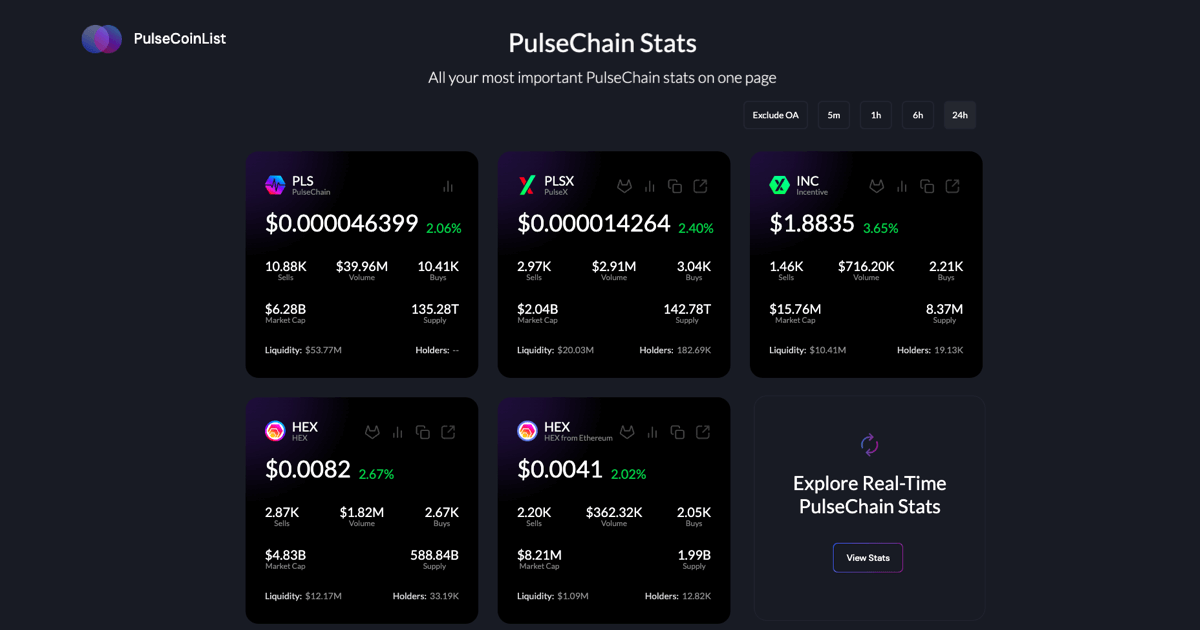 PulseCoinList
PulseChain Stats
All your most important PulseChain stats on one page
Exclude OA 5m 1h 6h 24h
PLS
PulseChain
$0.000046399 2.06%
10.88K $39.96M 10.41K
Sells Volume Buys
$6.28B 135.28T
Market Cap Supply
Liquidity: $53.77M Holders: --
PLSX
PulseX
$0.000014264 2.40%
2.97K $2.91M 3.04K
Sells Volume Buys
$2.04B 142.78T
Market Cap Supply
Liquidity: $20.03M Holders: 182.69K
INC
Incentive
$1.8835 3.65%
1.46K $716.20K 2.21K
Sells Volume Buys
$15.76M 8.37M
Market Cap Supply
Liquidity: $10.41M Holders: 19.13K
HEX
HEX
$0.0082 2.67%
2.87K $1.82M 2.67K
Sells Volume Buys
$4.83B 588.84B
Market Cap Supply
Liquidity: $12.17M Holders: 33.19K
HEX
HEX from Ethereum
$0.0041 2.02%
2.20K $362.32K 2.05K
Sells Volume Buys
$8.21M 1.99B
Market Cap Supply
Liquidity: $1.09M Holders: 12.82K
Explore Real-Time
PulseChain Stats
View Stats